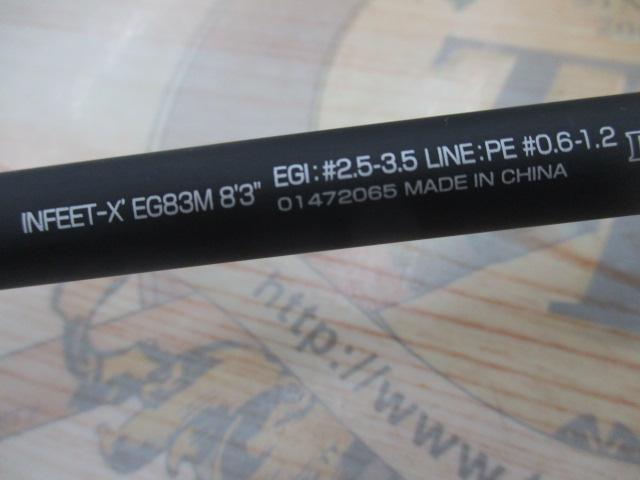 INFEET-X' EG83M 8'3" EGI:#2.5-3.5 LINE:PE #0.6-1.2
01472065 MADE IN CHINA
http://www.